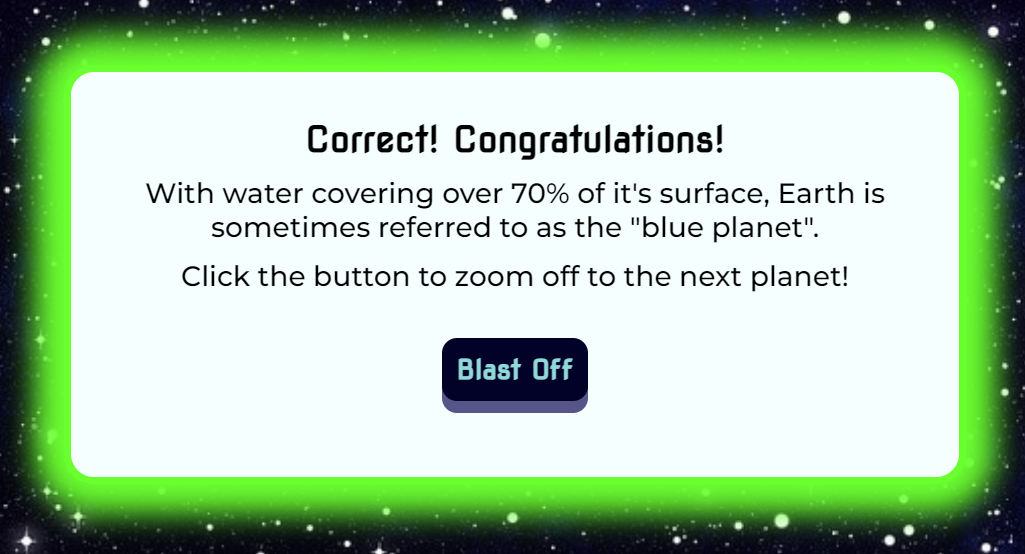 Correct! Congratulations!
With water covering over 70% of it's surface, Earth is
sometimes referred to as the "blue planet".
Click the button to zoom off to the next planet!
Blast Off